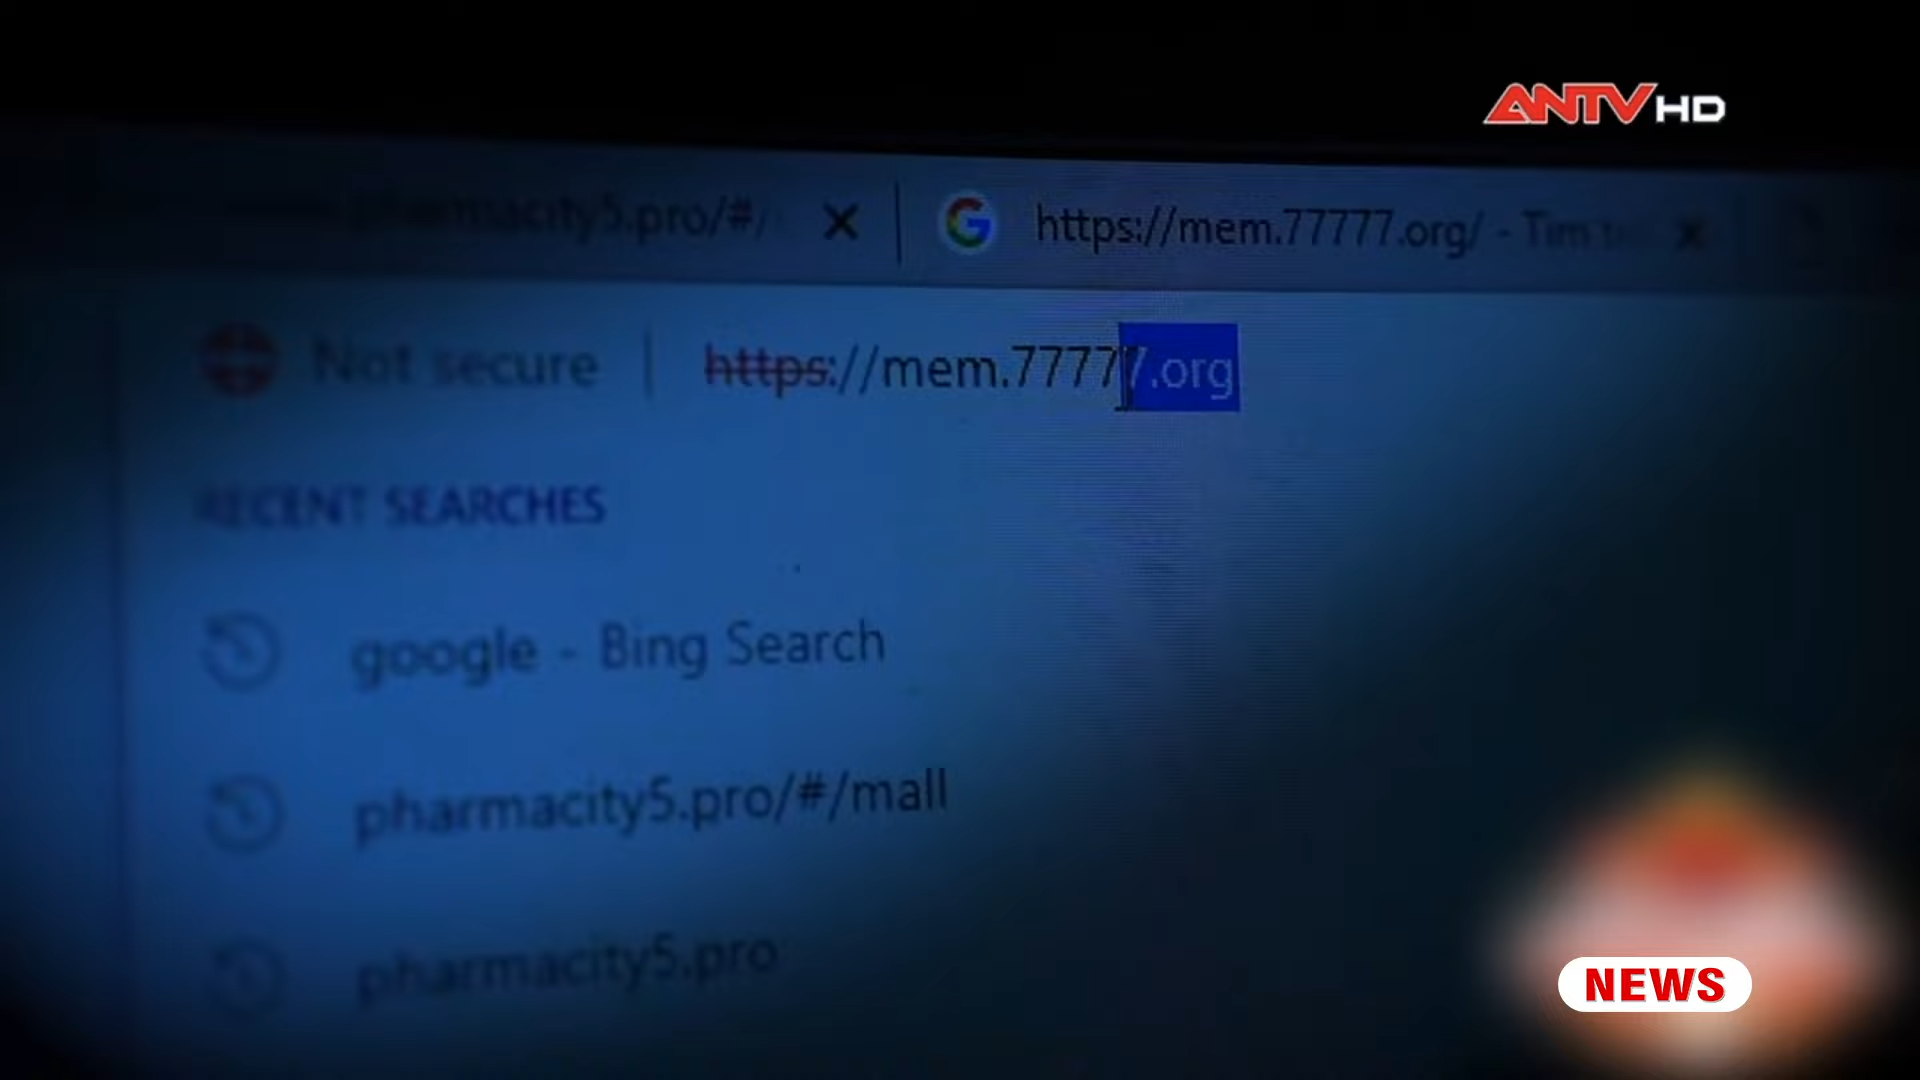 ANTV HD
pharmacity5.pro/#/
https://mem.77777.org/ - Tim
Not secure | https://mem.77777.org
RECENT SEARCHES
google - Bing Search
pharmacity5.pro/#/mall
pharmacity5.pro
NEWS